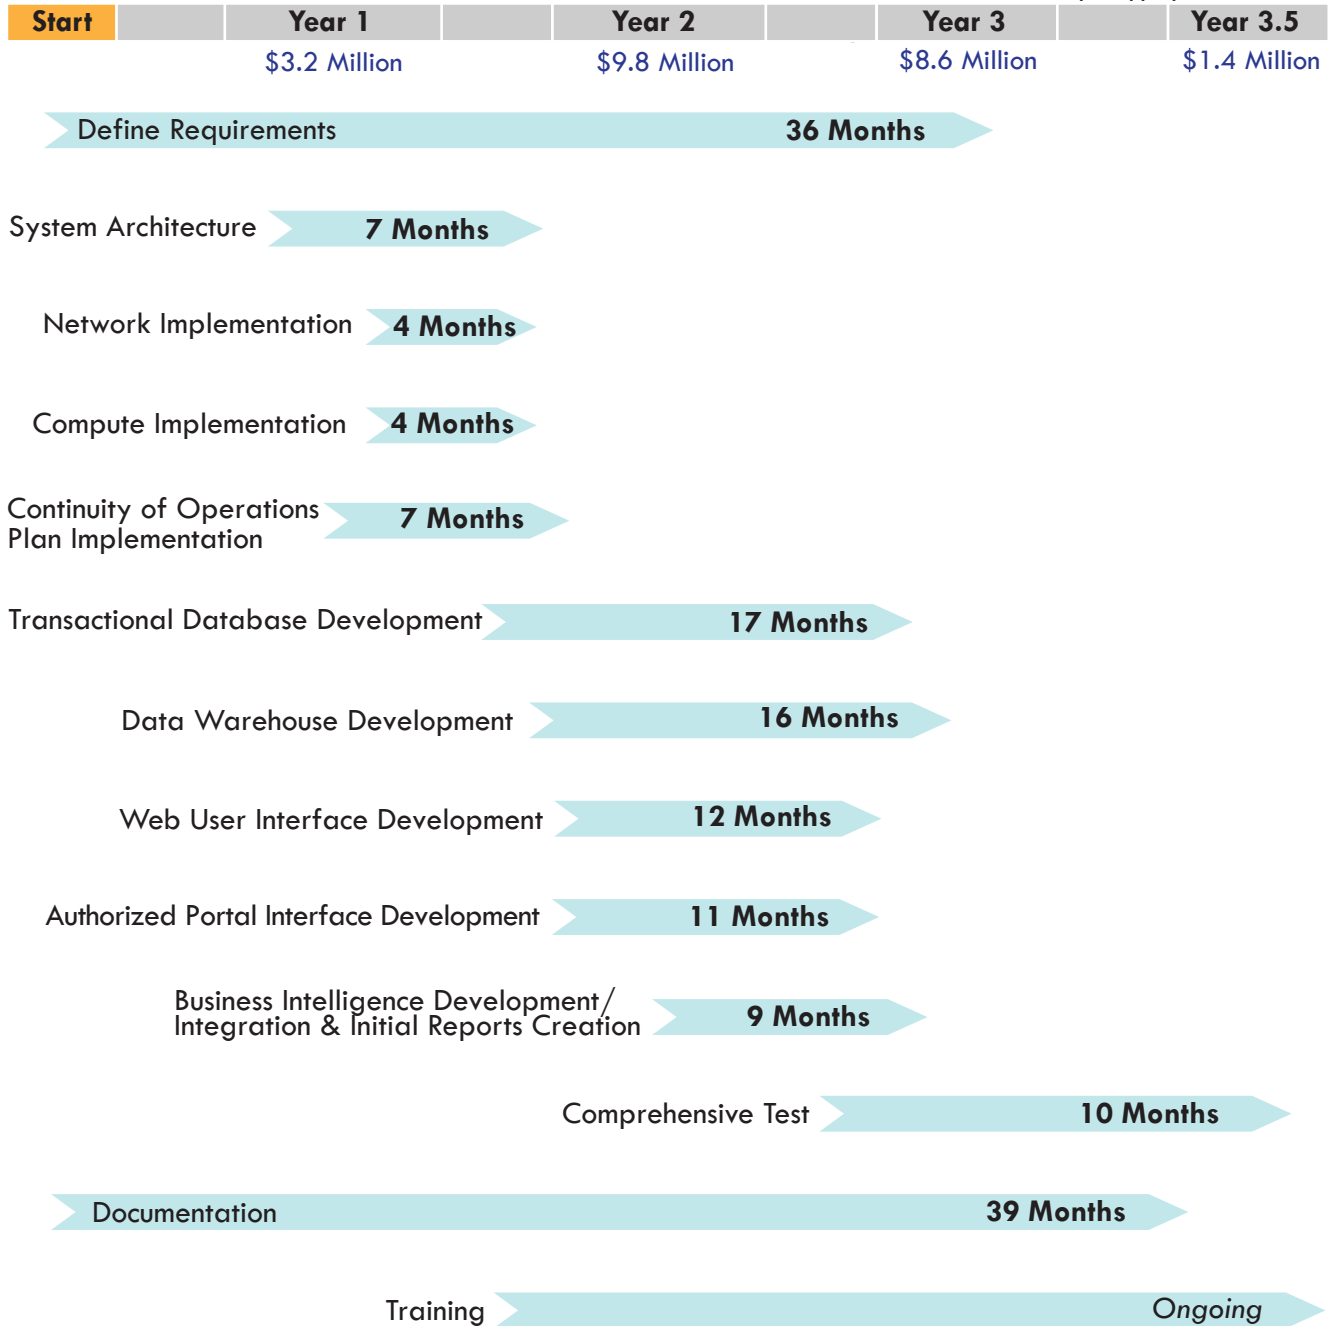 Start Year 1 Year 2 Year 3 Year 3.5
$3.2 Million $9.8 Million $8.6 Million $1.4 Million
Define Requirements 36 Months
System Architecture 7 Months
Network Implementation 4 Months
Compute Implementation 4 Months
Continuity of Operations
Plan Implementation 7 Months
Transactional Database Development 17 Months
Data Warehouse Development 16 Months
Web User Interface Development 12 Months
Authorized Portal Interface Development 11 Months
Business Intelligence Development/
Integration & Initial Reports Creation 9 Months
Comprehensive Test 10 Months
Documentation 39 Months
Training Ongoing